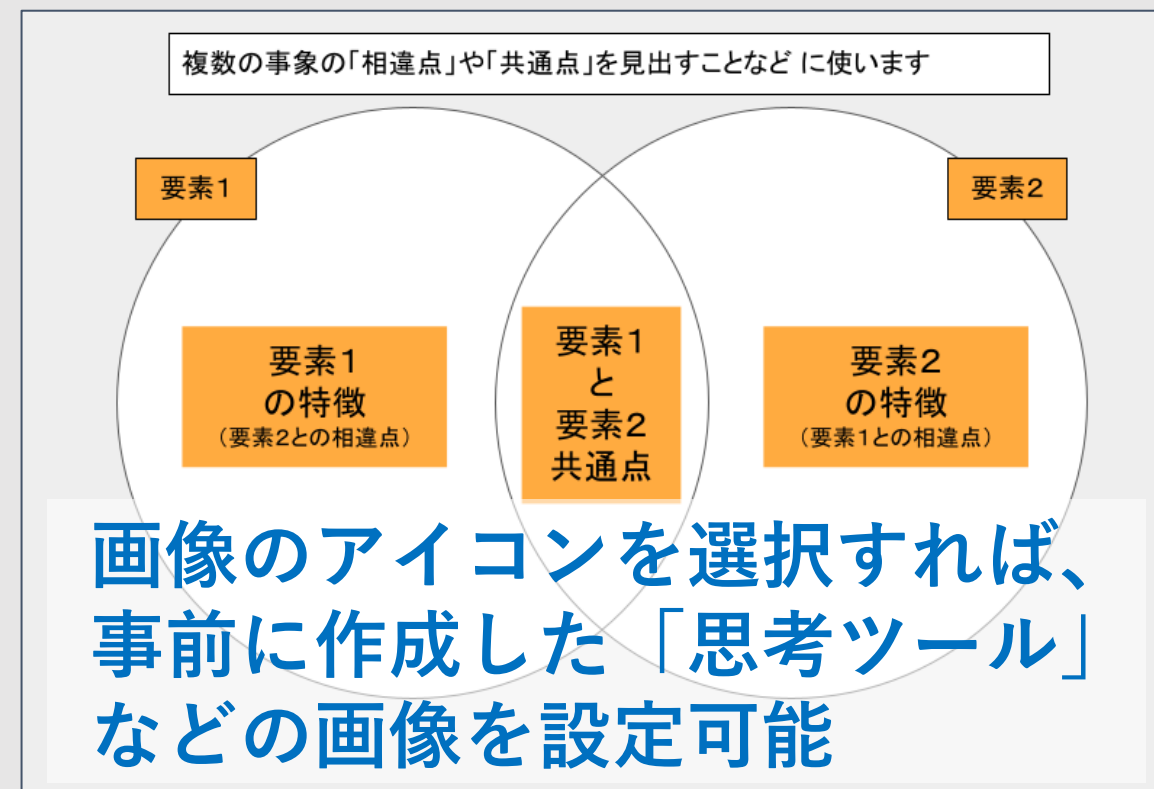 複数の事象の「相違点」や「共通点」を見出すことなど に使います
要素1
要素2
要素1
の特徴
（要素2との相違点）
要素1
と
要素2
共通点
要素2
の特徴
（要素1との相違点）
画像のアイコンを選択すれば、
事前に作成した「思考ツール」
などの画像を設定可能